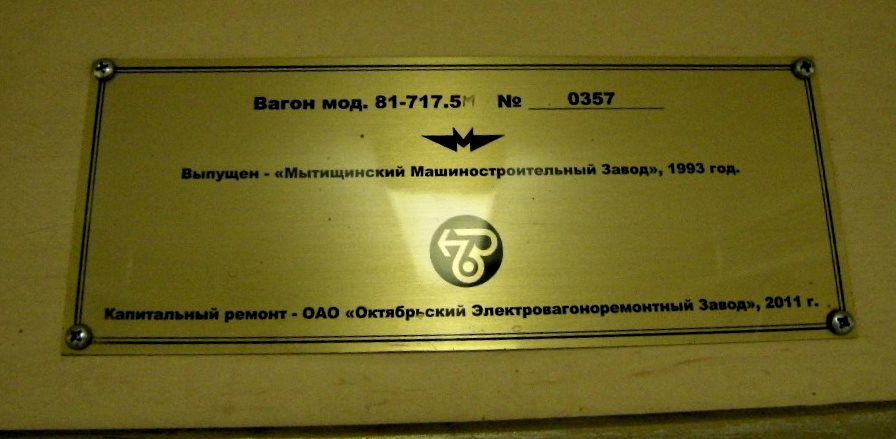 Вагон мод. 81-717.5М № 0357
Выпущен - «Мытищинский Машиностроительный Завод», 1993 год.
Капитальный ремонт - ОАО «Октябрьский Электровагоноремонтный Завод», 2011 г.